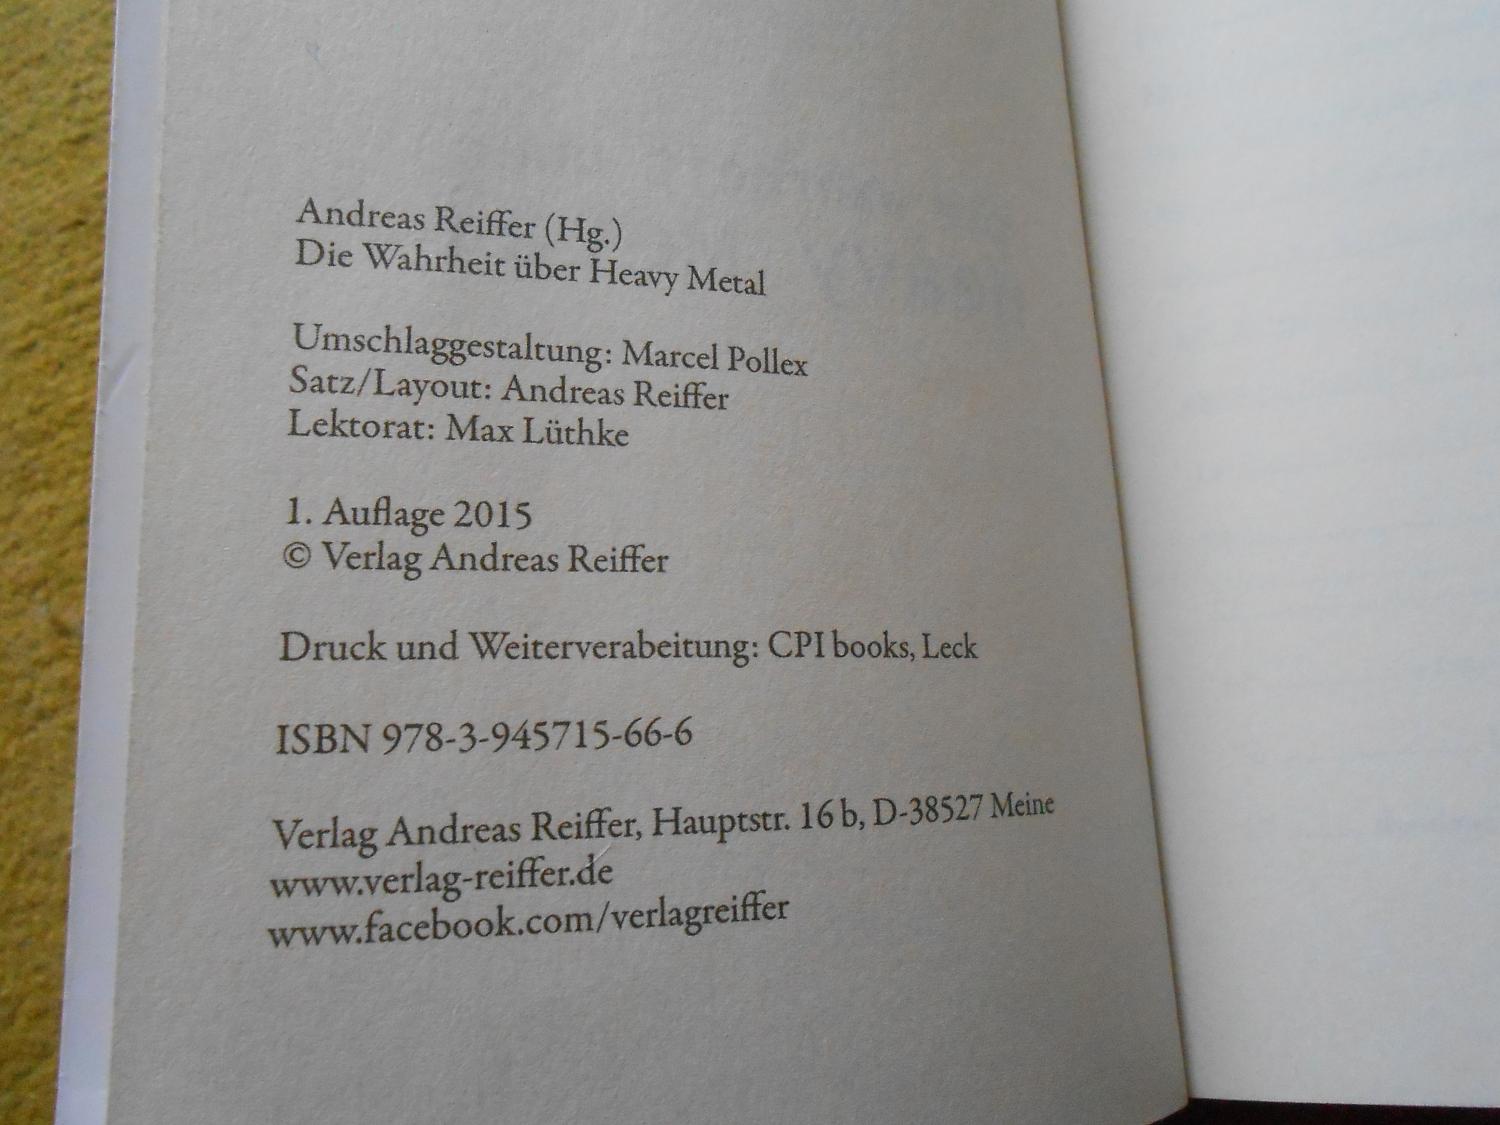 Andreas Reiffer (Hg.)
Die Wahrheit über Heavy Metal
Umschlaggestaltung: Marcel Pollex
Satz/Layout: Andreas Reiffer
Lektorat: Max Lüthke
1. Auflage 2015
© Verlag Andreas Reiffer
Druck und Weiterverabeitung: CPI books, Leck
ISBN 978-3-945715-66-6
Verlag Andreas Reiffer, Hauptstr. 16 b, D-38527 Meine
www.verlag-reiffer.de
www.facebook.com/verlagreiffer